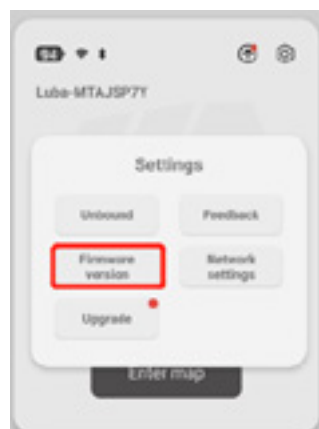 94
Luba-MTAJSP7Y
Settings
Unbound
Feedback
Firmware
version
Network
settings
Upgrade
Enter map